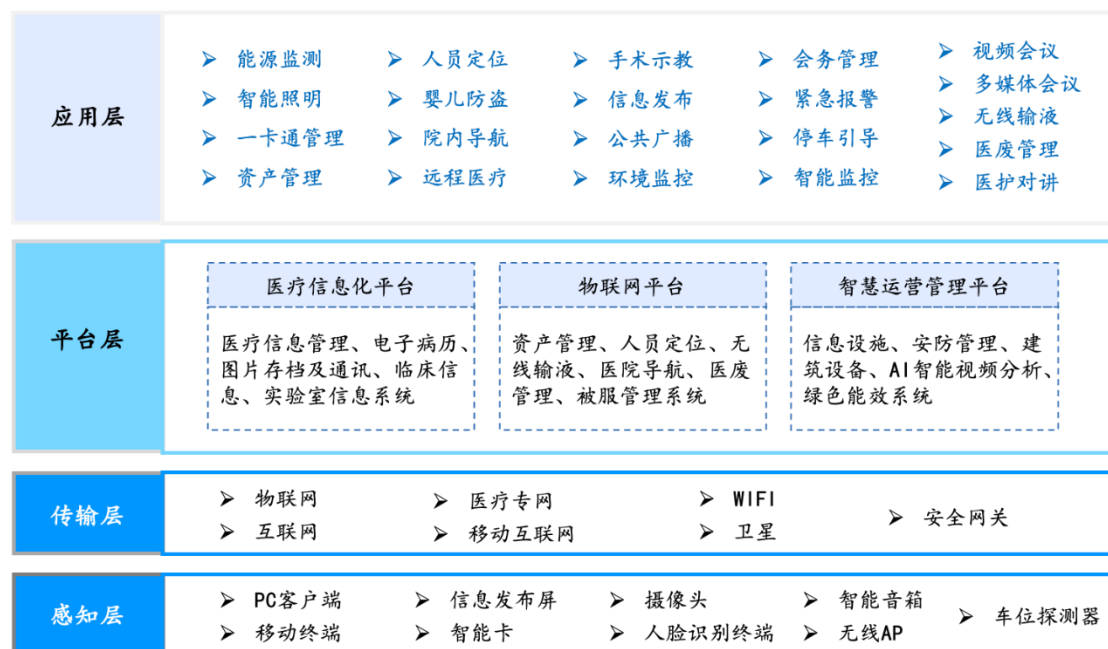 应用层
➢ 能源监测
➢ 智能照明
➢ 一卡通管理
➢ 资产管理
➢ 人员定位
➢ 婴儿防盗
➢ 院内导航
➢ 远程医疗
➢ 手术示教
➢ 信息发布
➢ 公共广播
➢ 环境监控
➢ 会务管理
➢ 紧急报警
➢ 停车引导
➢ 智能监控
➢ 视频会议
➢ 多媒体会议
➢ 无线输液
➢ 医废管理
➢ 医护对讲
平台层
医疗信息化平台
医疗信息管理、电子病历、
图片存档及通讯、临床信
息、实验室信息系统
物联网平台
资产管理、人员定位、无
线输液、医院导航、医废
管理、被服管理系统
智慧运营管理平台
信息设施、安防管理、建
筑设备、AI智能视频分析、
绿色能效系统
传输层
➢ 物联网
➢ 互联网
➢ 医疗专网
➢ 移动互联网
➢ WIFI
➢ 卫星
➢ 安全网关
感知层
➢ PC客户端
➢ 移动终端
➢ 信息发布屏
➢ 智能卡
➢ 摄像头
➢ 人脸识别终端
➢ 智能音箱
➢ 无线AP
➢ 车位探测器